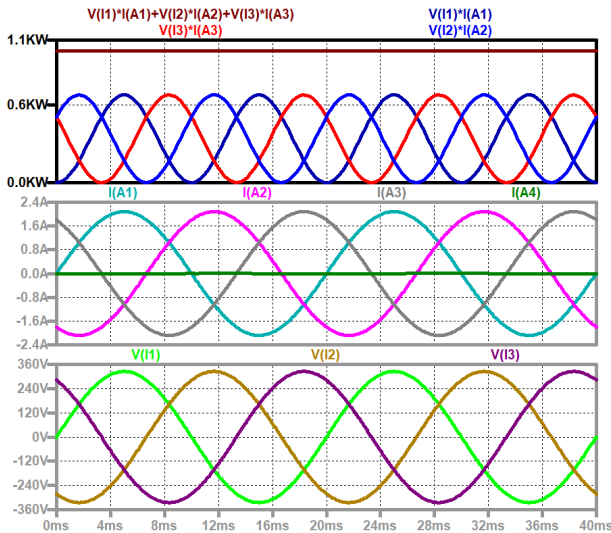 V(I1)*I(A1)+V(I2)*I(A2)+V(I3)*I(A3) V(I1)*I(A1)
V(I3)*I(A3) V(I2)*I(A2)
1.1KW
0.6KW
0.0KW
I(A1) I(A2) I(A3) I(A4)
2.4A
1.6A
0.8A
0.0A
-0.8A
-1.6A
-2.4A
V(I1) V(I2) V(I3)
360V
240V
120V
0V
-120V
-240V
-360V
0ms 4ms 8ms 12ms 16ms 20ms 24ms 28ms 32ms 36ms 40ms